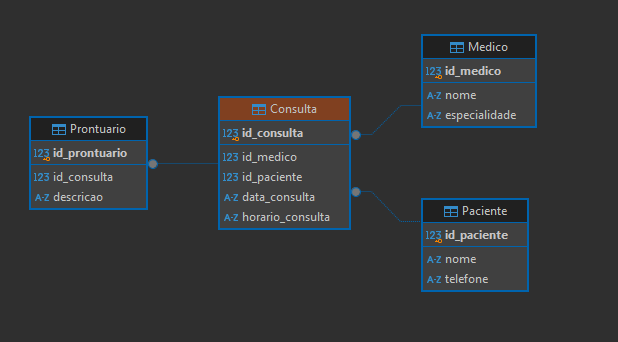 Prontuario
123 id_prontuario
123 id_consulta
A-Z descricao
Consulta
123 id_consulta
123 id_medico
123 id_paciente
A-Z data_consulta
A-Z horario_consulta
Medico
123 id_medico
A-Z nome
A-Z especialidade
Paciente
123 id_paciente
A-Z nome
A-Z telefone